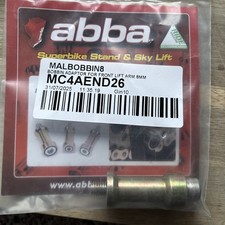 abba
Superbike Stand & Sky Lift
MALBOBBIN8
BOBBIN ADAPTOR FOR FRONT LIFT ARM 8MM
MC4AEND26
31/07/2025 11:35:19